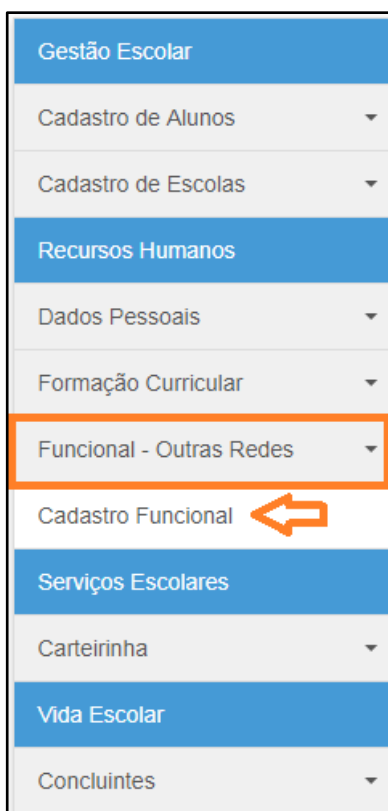 Gestão Escolar
Cadastro de Alunos
Cadastro de Escolas
Recursos Humanos
Dados Pessoais
Formação Curricular
Funcional - Outras Redes
Cadastro Funcional
Serviços Escolares
Carteirinha
Vida Escolar
Concluintes